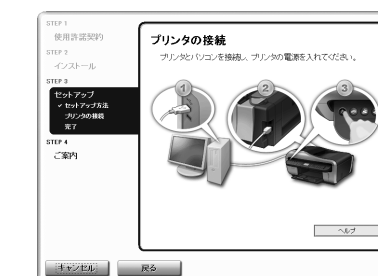 STEP 1
使用許諾契約
STEP 2
インストール
STEP 3
セットアップ
✓ セットアップ方法
プリンタの接続
完了
STEP 4
ご案内
プリンタの接続
プリンタとパソコンを接続し、プリンタの電源を入れてください。
1
2
3
ヘルプ
キャンセル
戻る